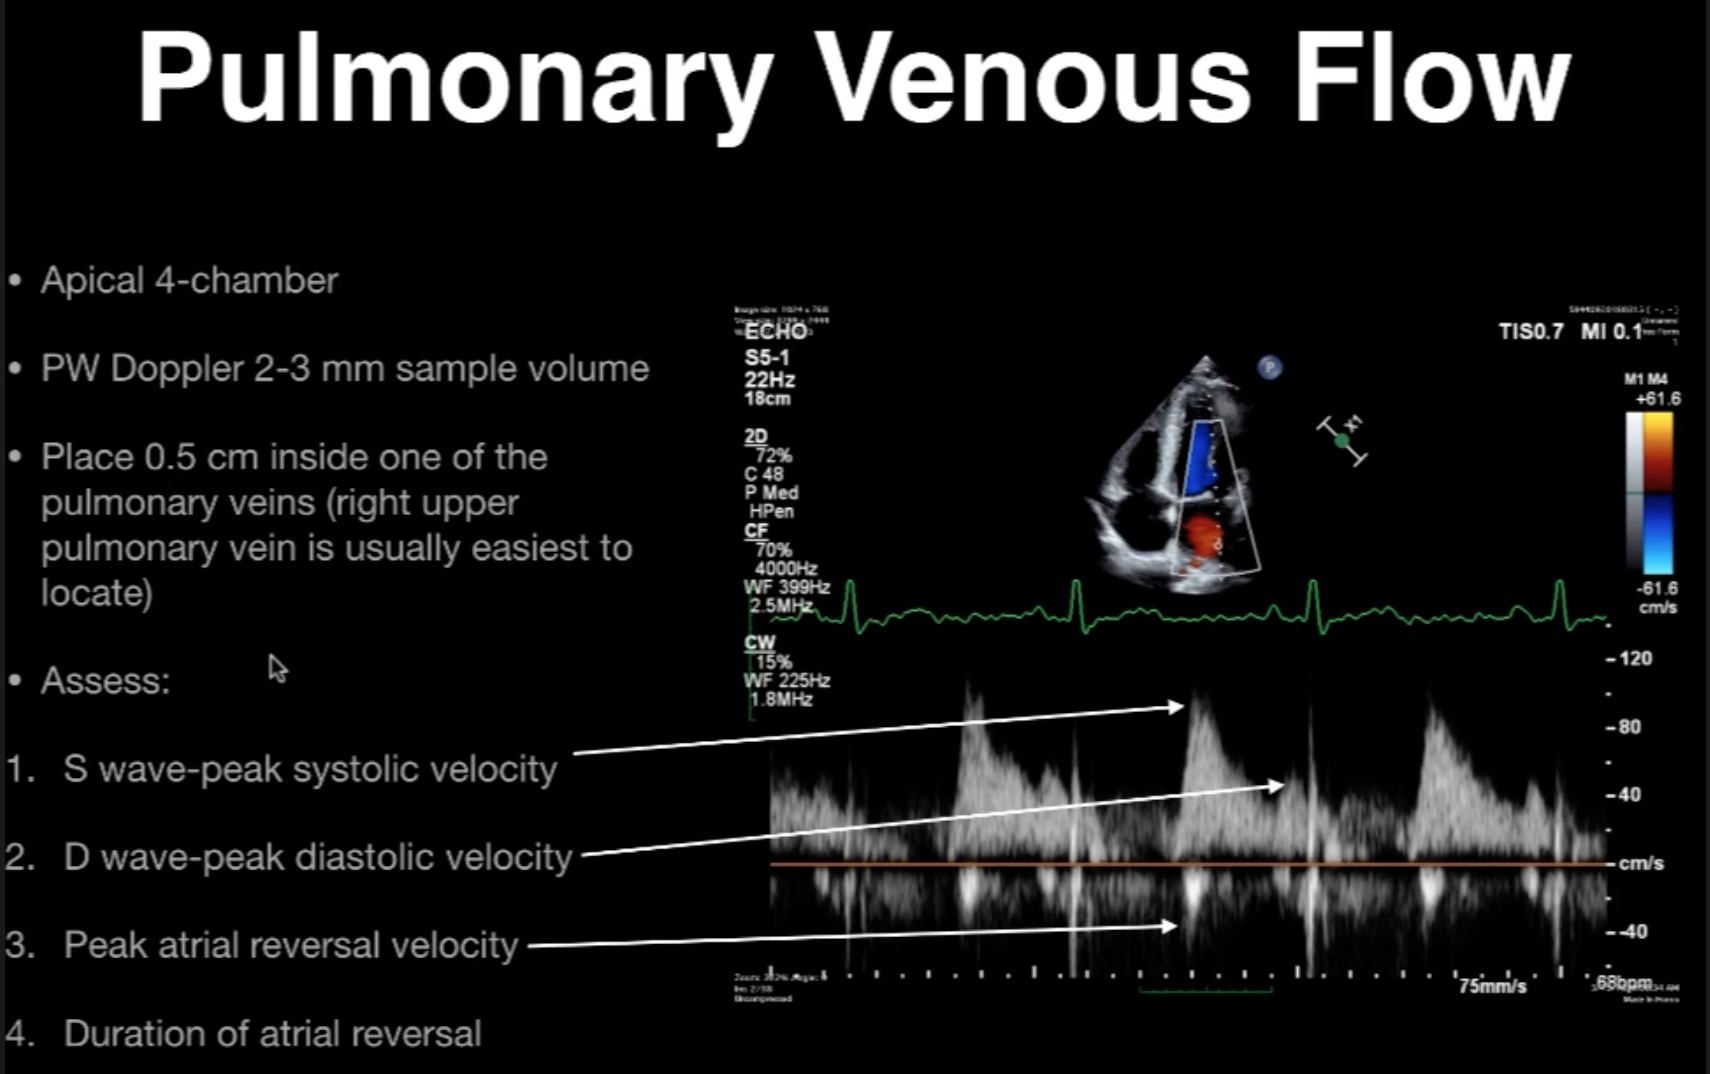 Pulmonary Venous Flow
• Apical 4-chamber
• PW Doppler 2-3 mm sample volume
• Place 0.5 cm inside one of the
pulmonary veins (right upper
pulmonary vein is usually easiest to
locate)
• Assess:
1. S wave-peak systolic velocity
2. D wave-peak diastolic velocity
3. Peak atrial reversal velocity
4. Duration of atrial reversal
ECHO
S5-1
22Hz
18cm
2D
72%
C 48
P Med
HPen
CF
70%
4000Hz
WF 399Hz
2.5MHz
CW
15%
WF 225Hz
1.8MHz
P
X1
TIS0.7 MI 0.1
M1 M4
+61.6
-61.6
cm/s
120
80
40
cm/s
-40
75mm/s
68bpm
Uncompressed